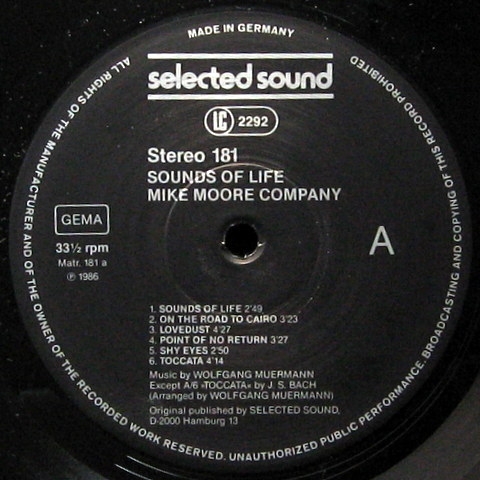 MADE IN GERMANY
ALL RIGHTS OF THE MANUFACTURER AND OF THE OWNER OF THE RECORDED WORK RESERVED. UNAUTHORIZED PUBLIC PERFORMANCE, BROADCASTING AND COPYING OF THIS RECORD PROHIBITED
selected sound
LC 2292
Stereo 181
SOUNDS OF LIFE
MIKE MOORE COMPANY
GEMA
33½ rpm
Matr. 181 a
℗ 1986
A
1. SOUNDS OF LIFE 2'49
2. ON THE ROAD TO CAIRO 3'23
3. LOVEDUST 4'27
4. POINT OF NO RETURN 3'27
5. SHY EYES 2'50
6. TOCCATA 4'14
Music by WOLFGANG MUERMANN
Except A/6 »TOCCATA« by J. S. BACH
(Arranged by WOLFGANG MUERMANN)
Original published by SELECTED SOUND,
D-2000 Hamburg 13